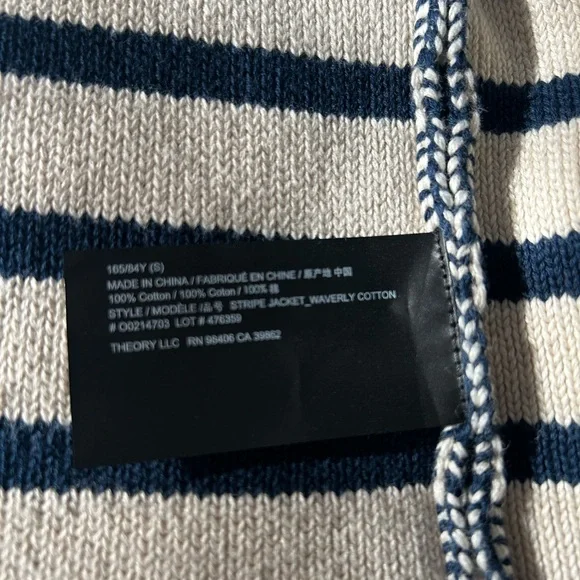 165/84Y (S)
MADE IN CHINA / FABRIQUÉ EN CHINE / 原产地 中国
100% Cotton / 100% Coton / 100% 棉
STYLE / MODÈLE /品号 STRIPE JACKET_WAVERLY COTTON
# O0214703 LOT # 476359
THEORY LLC RN 98406 CA 39862